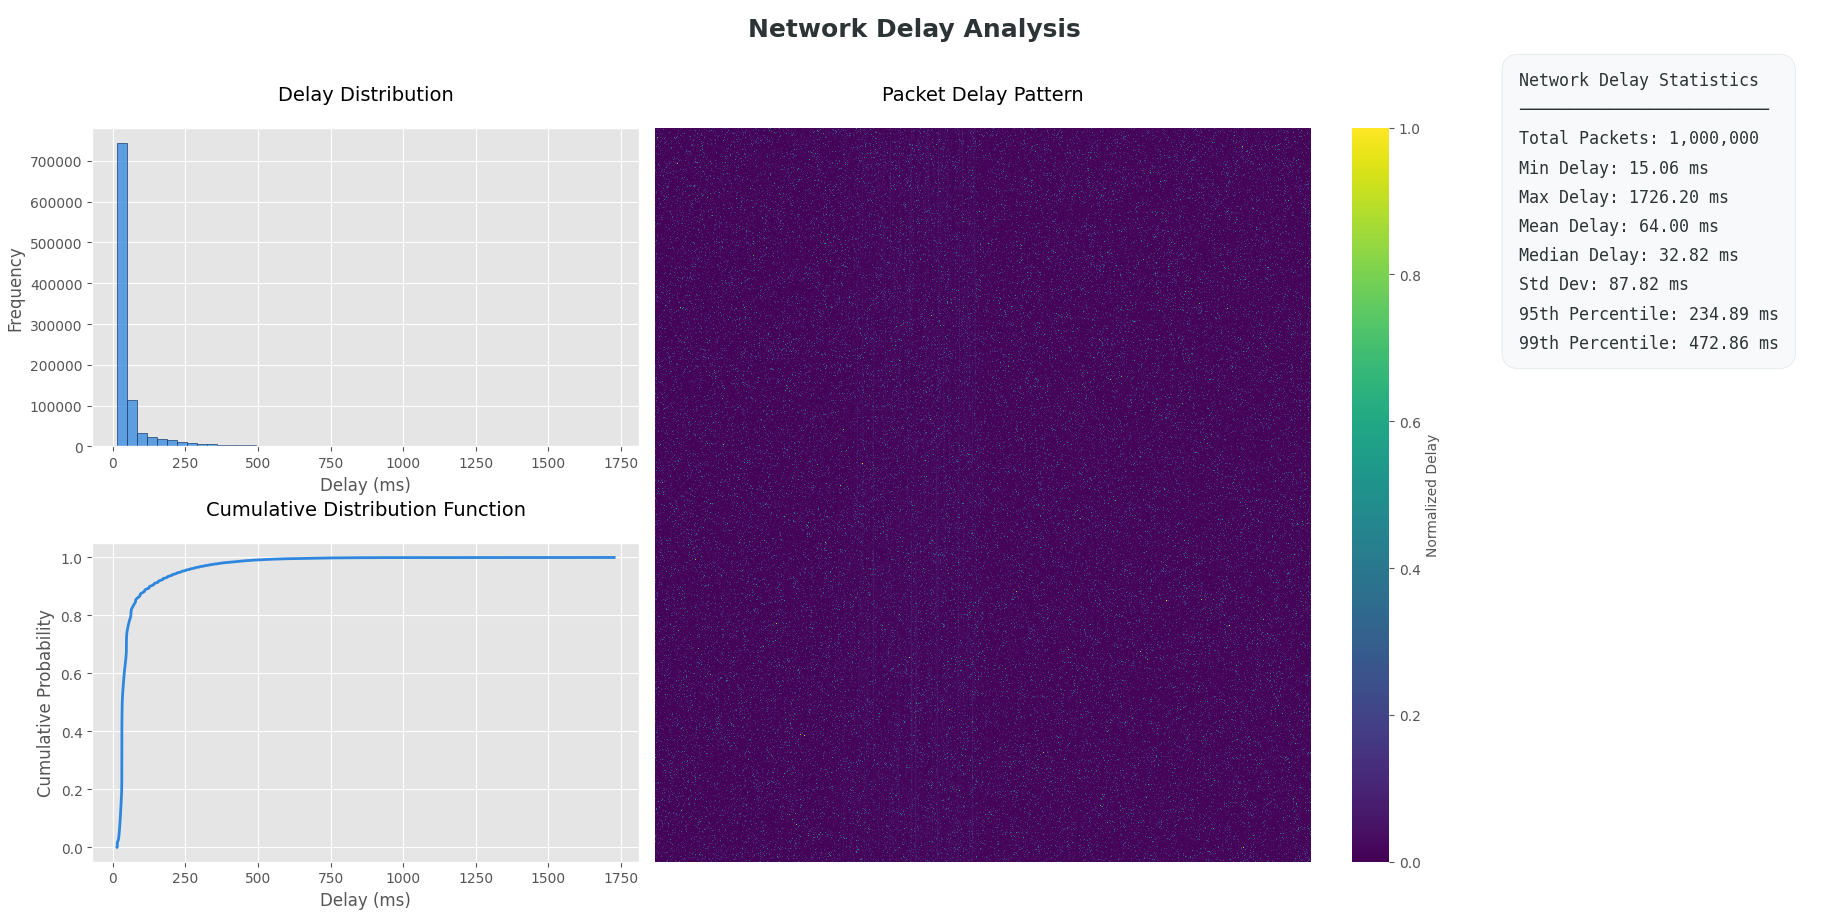 Network Delay Analysis
Delay Distribution
Frequency
700000
600000
500000
400000
300000
200000
100000
0
0 250 500 750 1000 1250 1500 1750
Delay (ms)
Cumulative Distribution Function
Cumulative Probability
1.0
0.8
0.6
0.4
0.2
0.0
0 250 500 750 1000 1250 1500 1750
Delay (ms)
Packet Delay Pattern
1.0
0.8
0.6
0.4
0.2
0.0
Normalized Delay
Network Delay Statistics
Total Packets: 1,000,000
Min Delay: 15.06 ms
Max Delay: 1726.20 ms
Mean Delay: 64.00 ms
Median Delay: 32.82 ms
Std Dev: 87.82 ms
95th Percentile: 234.89 ms
99th Percentile: 472.86 ms